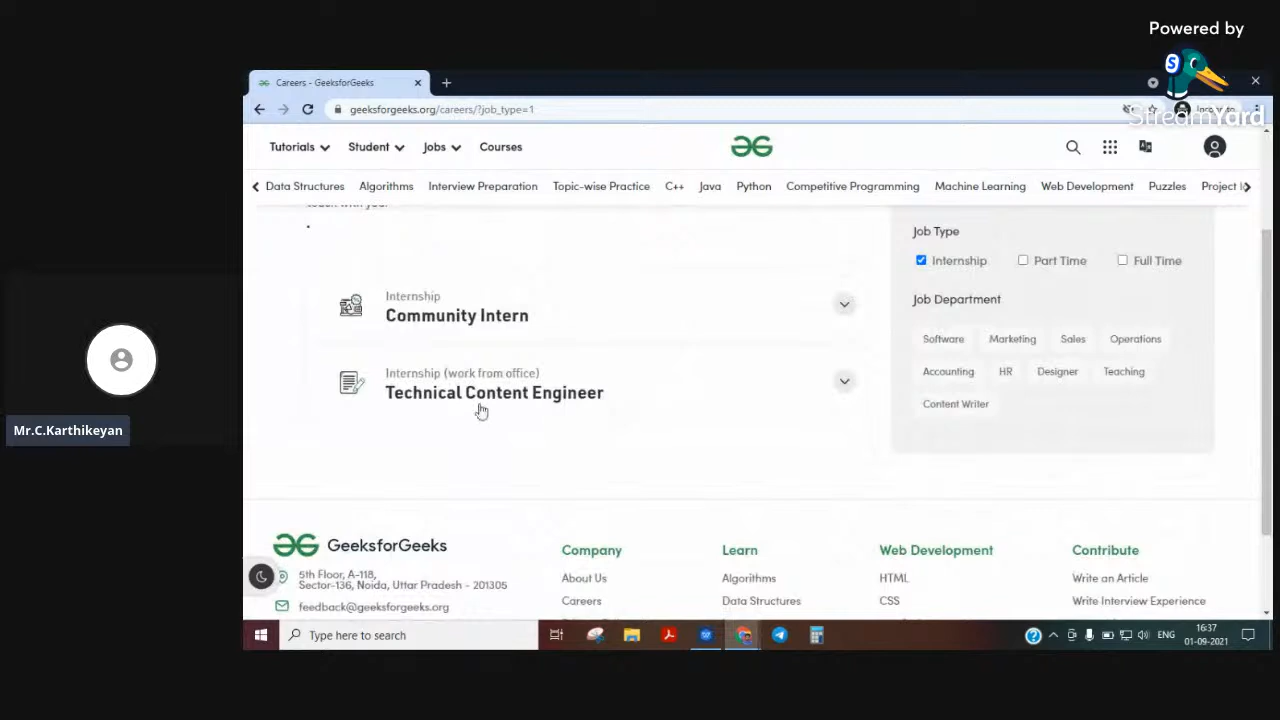 Powered by
StreamYard
Careers - GeeksforGeeks
geeksforgeeks.org/careers/?job_type=1
Tutorials
Student
Jobs
Courses
Data Structures
Algorithms
Interview Preparation
Topic-wise Practice
C++
Java
Python
Competitive Programming
Machine Learning
Web Development
Puzzles
Project
Job Type
Internship
Part Time
Full Time
Internship
Community Intern
Job Department
Software
Marketing
Sales
Operations
Accounting
HR
Designer
Teaching
Content Writer
Internship (work from office)
Technical Content Engineer
Mr.C.Karthikeyan
GeeksforGeeks
5th Floor, A-118,
Sector-136, Noida, Uttar Pradesh - 201305
feedback@geeksforgeeks.org
Company
About Us
Careers
Learn
Algorithms
Data Structures
Web Development
HTML
CSS
Contribute
Write an Article
Write Interview Experience
Type here to search
ENG
16:37
01-09-2021